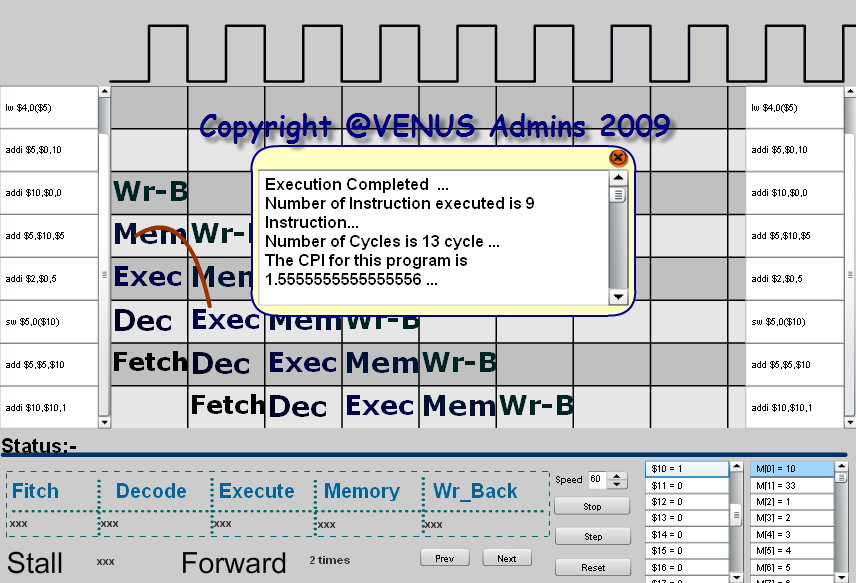 lw $4,0($5)
addi $5,$0,10
addi $10,$0,0
add $5,$10,$5
addi $2,$0,5
sw $5,0($10)
add $5,$5,$10
addi $10,$10,1
Copyright @VENUS Admins 2009
Wr-B
Mem Wr-
Exec Mem
Dec Exec Mem Wr-B
Fetch Dec Exec Mem Wr-B
Fetch Dec Exec Mem Wr-B
Execution Completed ...
Number of Instruction executed is 9
Instruction...
Number of Cycles is 13 cycle ...
The CPI for this program is
1.5555555555555556 ...
lw $4,0($5)
addi $5,$0,10
addi $10,$0,0
add $5,$10,$5
addi $2,$0,5
sw $5,0($10)
add $5,$5,$10
addi $10,$10,1
Status:-
Fitch Decode Execute Memory Wr_Back
xxx xxx xxx xxx xxx
Stall xxx Forward 2 times
Prev Next
Speed 60
Stop
Step
Reset
$10 = 1
$11 = 0
$12 = 0
$13 = 0
$14 = 0
$15 = 0
$16 = 0
$17 = 0
M[0] = 10
M[1] = 33
M[2] = 1
M[3] = 2
M[4] = 3
M[5] = 4
M[6] = 5